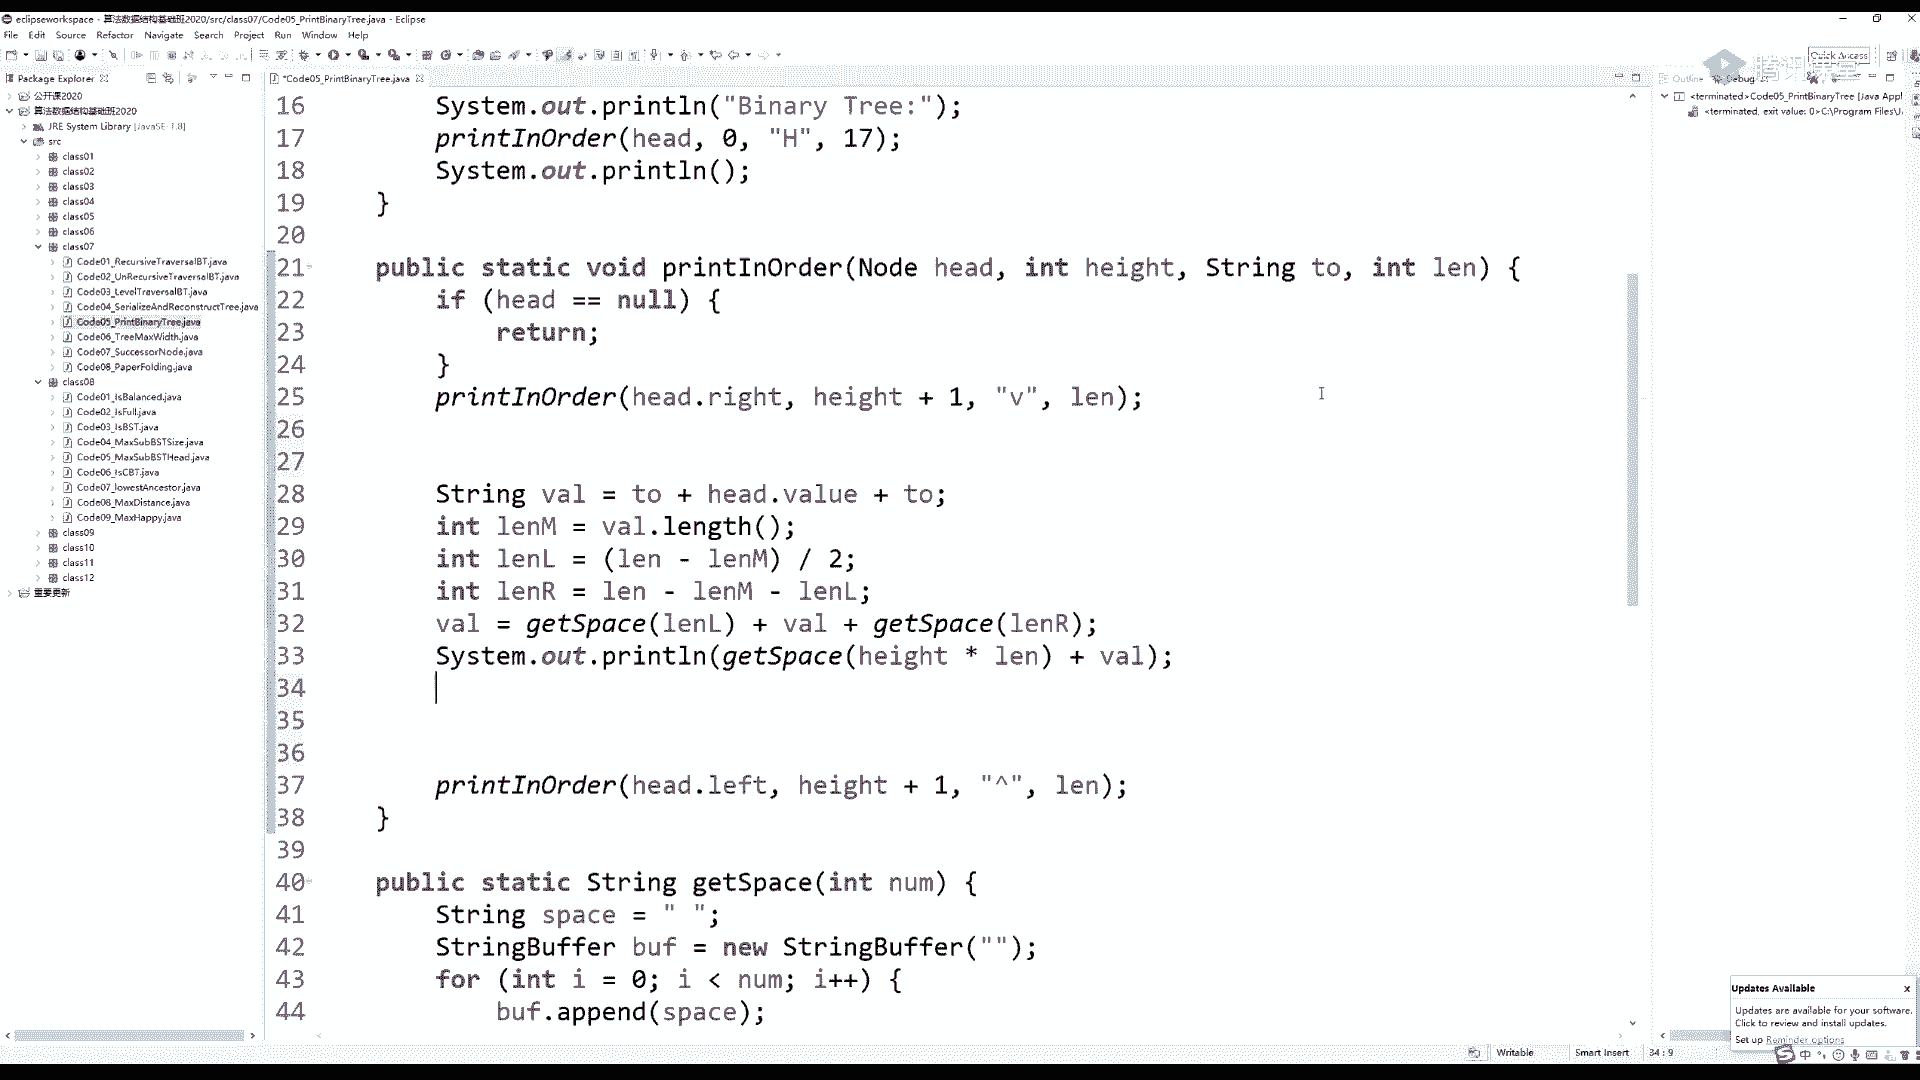 eclipseworkspace - 算法数据结构基础班2020/src/class07/Code05_PrintBinaryTree.java - Eclipse
File Edit Source Refactor Navigate Search Project Run Window Help
Quick Access
腾讯课堂
Package Explorer
*Code05_PrintBinaryTree.java
Outline
Debug
公开课2020
算法数据结构基础班2020
JRE System Library [JavaSE-1.8]
src
class01
class02
class03
class04
class05
class06
class07
Code01_RecursiveTraversalBT.java
Code02_UnRecursiveTraversalBT.java
Code03_LevelTraversalBT.java
Code04_SerializeAndReconstructTree.java
Code05_PrintBinaryTree.java
Code06_TreeMaxWidth.java
Code07_SuccessorNode.java
Code08_PaperFolding.java
class08
Code01_IsBalanced.java
Code02_IsFull.java
Code03_IsBST.java
Code04_MaxSubBSTSize.java
Code05_MaxSubBSTHead.java
Code06_IsCBT.java
Code07_lowestAncestor.java
Code08_MaxDistance.java
Code09_MaxHappy.java
class09
class10
class11
class12
重要更新
16 System.out.println("Binary Tree:");
17 printInOrder(head, 0, "H", 17);
18 System.out.println();
19 }
20
21 public static void printInOrder(Node head, int height, String to, int len) {
22 if (head == null) {
23 return;
24 }
25 printInOrder(head.right, height + 1, "v", len);
26
27
28 String val = to + head.value + to;
29 int lenM = val.length();
30 int lenL = (len - lenM) / 2;
31 int lenR = len - lenM - lenL;
32 val = getSpace(lenL) + val + getSpace(lenR);
33 System.out.println(getSpace(height * len) + val);
34
35
36
37 printInOrder(head.left, height + 1, "^", len);
38 }
39
40 public static String getSpace(int num) {
41 String space = " ";
42 StringBuffer buf = new StringBuffer("");
43 for (int i = 0; i < num; i++) {
44 buf.append(space);
<terminated>Code05_PrintBinaryTree [Java Appl
<terminated, exit value: 0>C:\Program Files\J
Updates Available
Updates are available for your software.
Click to review and install updates.
Set up Reminder options
Writable
Smart Insert
34 : 9
中